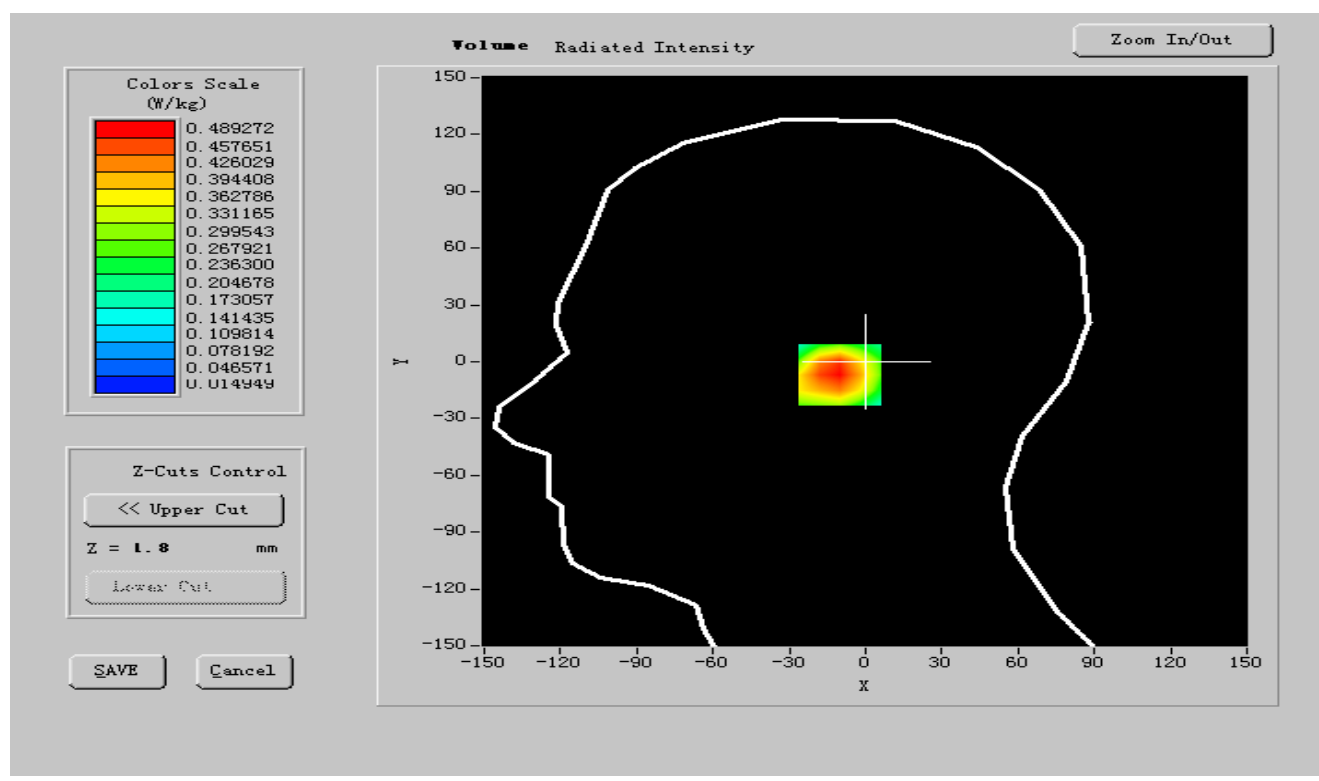 Volume Radiated Intensity
Zoom In/Out
Colors Scale
(W/kg)
0.489272
0.457651
0.426029
0.394408
0.362786
0.331165
0.299543
0.267921
0.236300
0.204678
0.173057
0.141435
0.109814
0.078192
0.046571
0.014949
Z-Cuts Control
<< Upper Cut
Z = 1.8 mm
Lower Cut
SAVE
Cancel
150
120
90
60
30
0
-30
-60
-90
-120
-150
Y
-150 -120 -90 -60 -30 0 30 60 90 120 150
X